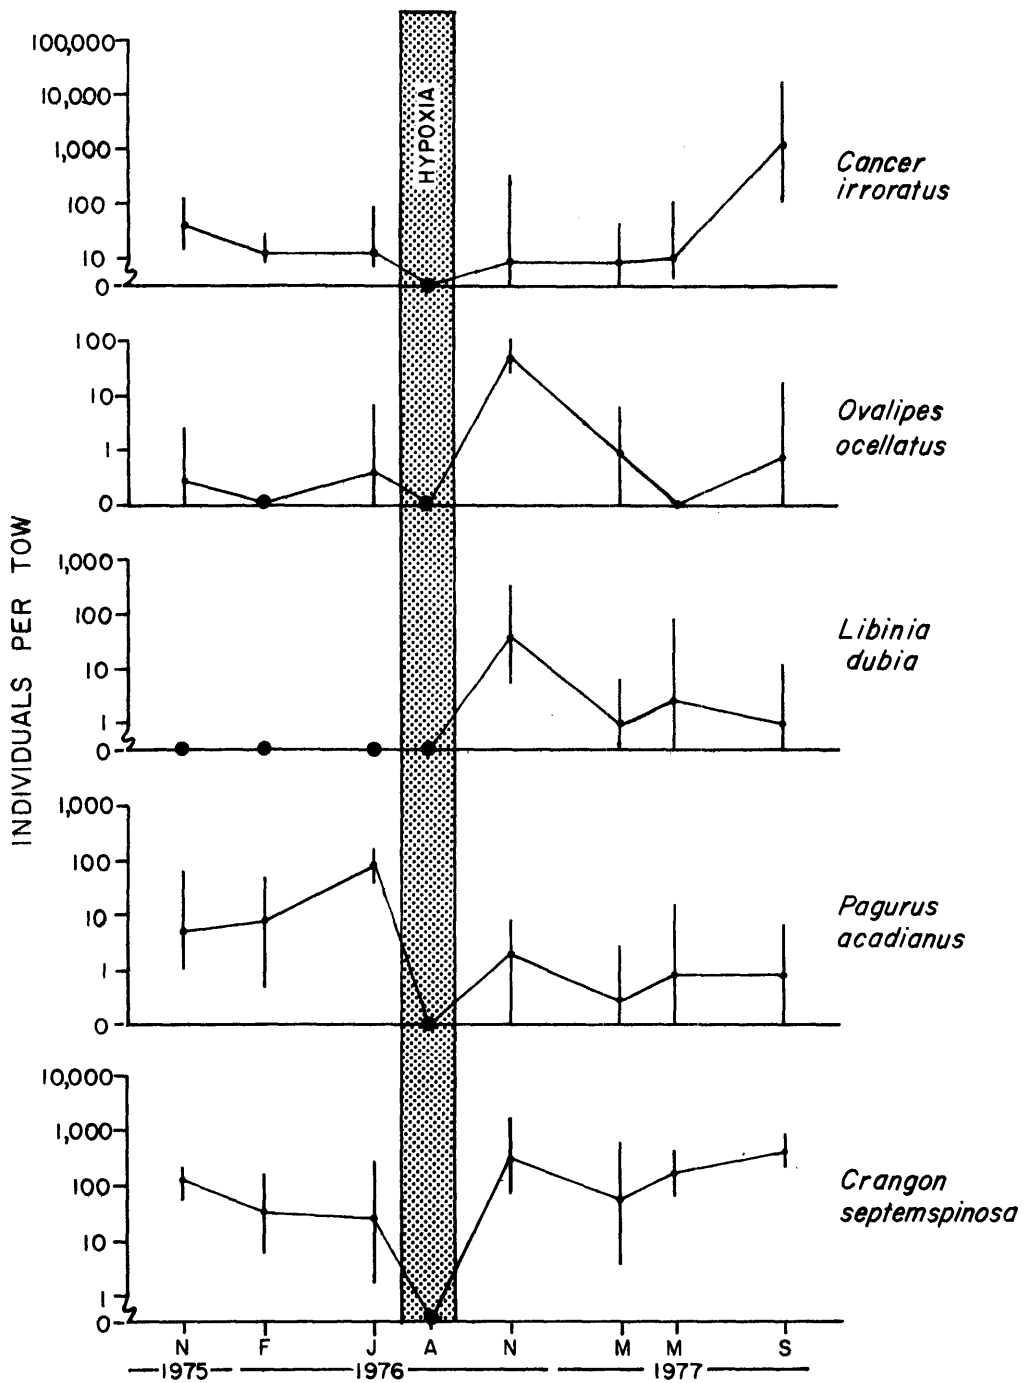 INDIVIDUALS PER TOW
HYPOXIA
100,000
10,000
1,000
100
10
0
Cancer
irroratus
100
10
1
0
Ovalipes
ocellatus
1,000
100
10
1
0
Libinia
dubia
1,000
100
10
1
0
Pagurus
acadianus
10,000
1,000
100
10
1
0
Crangon
septemspinosa
N F J A N M M S
1975 1976 1977